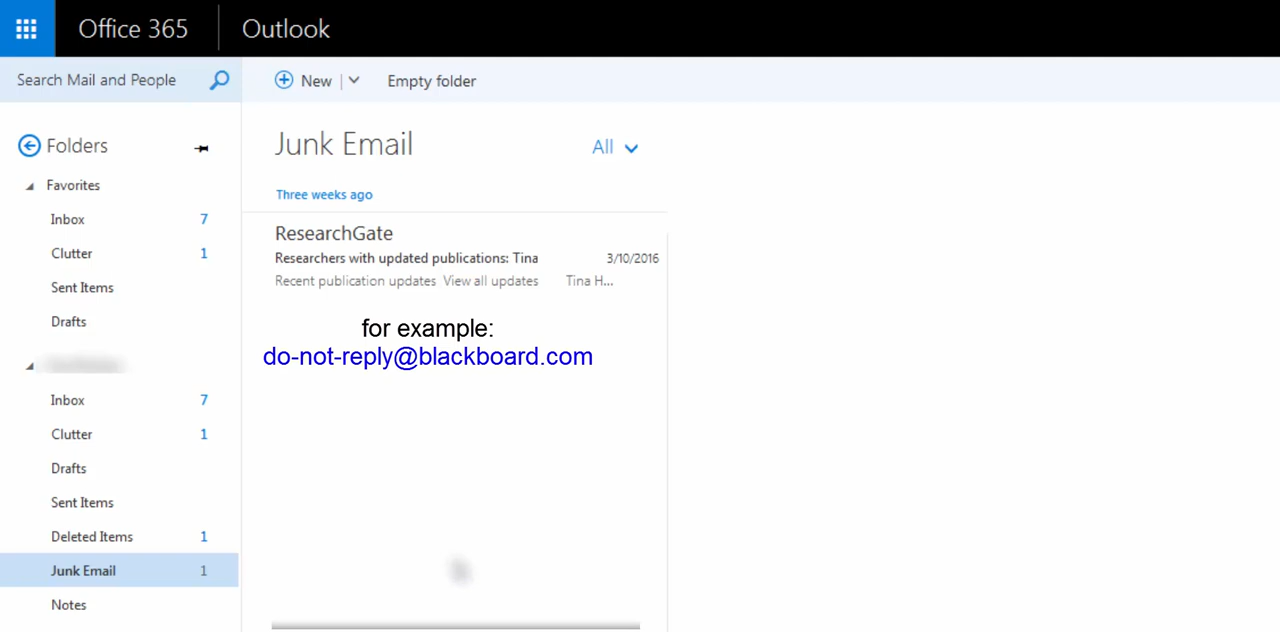 Office 365 Outlook
Search Mail and People New Empty folder
Folders
Favorites
Inbox 7
Clutter 1
Sent Items
Drafts
Inbox 7
Clutter 1
Drafts
Sent Items
Deleted Items 1
Junk Email 1
Notes
Junk Email All
Three weeks ago
ResearchGate
Researchers with updated publications: Tina 3/10/2016
Recent publication updates View all updates Tina H...
for example:
do-not-reply@blackboard.com